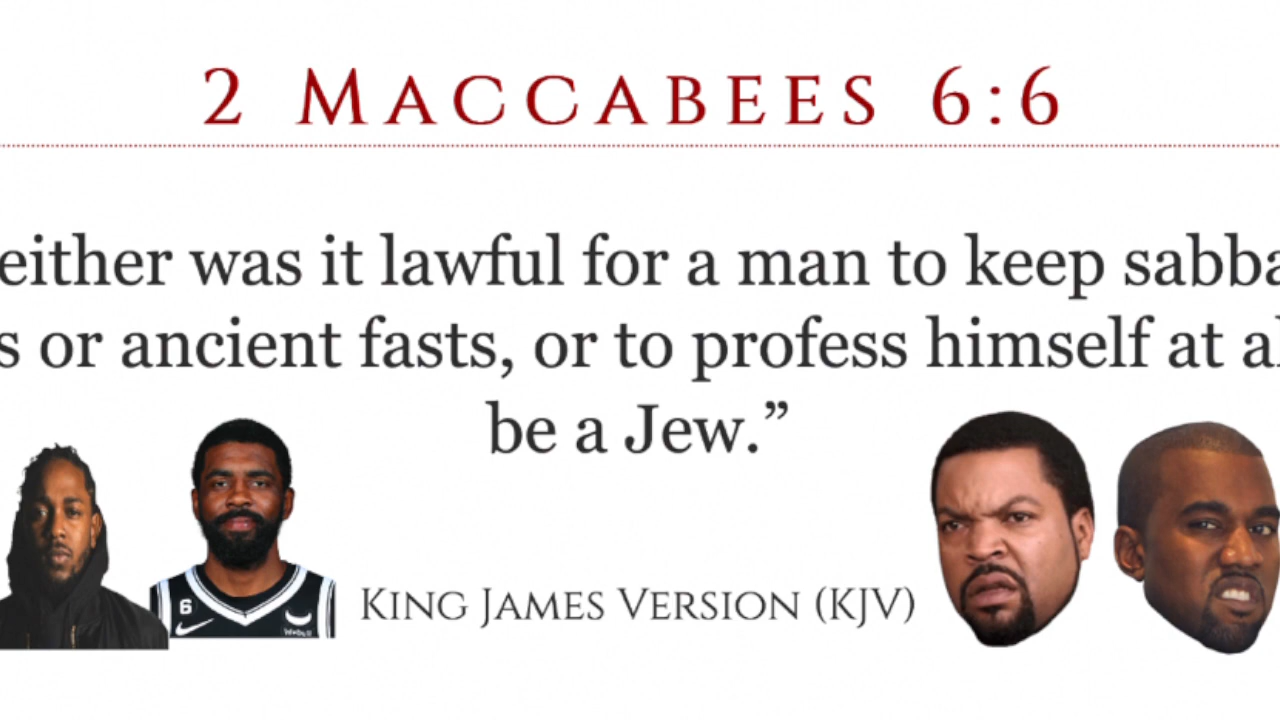 2 MACCABEES 6:6
either was it lawful for a man to keep sabba
s or ancient fasts, or to profess himself at al
be a Jew.”
6
KING JAMES VERSION (KJV)